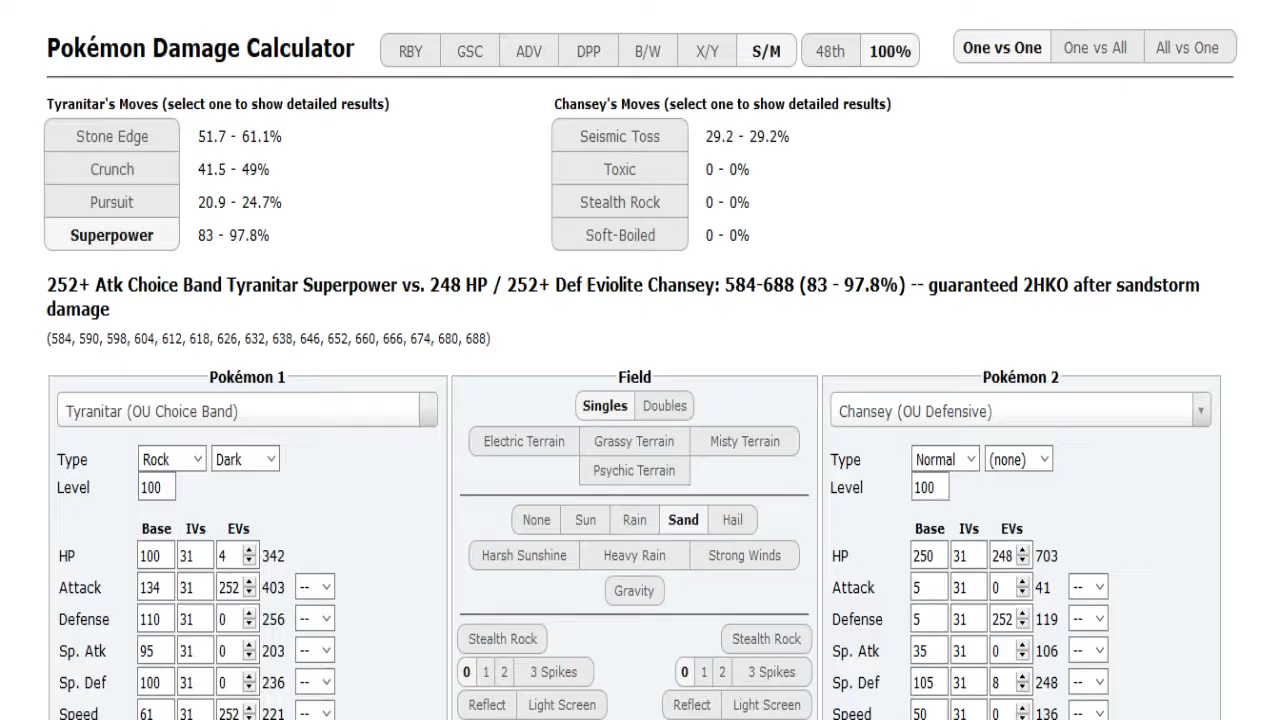 Pokémon Damage Calculator RBY GSC ADV DPP B/W X/Y S/M 48th 100% One vs One One vs All All vs One
Tyranitar's Moves (select one to show detailed results) Chansey's Moves (select one to show detailed results)
Stone Edge 51.7 - 61.1% Seismic Toss 29.2 - 29.2%
Crunch 41.5 - 49% Toxic 0 - 0%
Pursuit 20.9 - 24.7% Stealth Rock 0 - 0%
Superpower 83 - 97.8% Soft-Boiled 0 - 0%
252+ Atk Choice Band Tyranitar Superpower vs. 248 HP / 252+ Def Eviolite Chansey: 584-688 (83 - 97.8%) -- guaranteed 2HKO after sandstorm
damage
(584, 590, 598, 604, 612, 618, 626, 632, 638, 646, 652, 660, 666, 674, 680, 688)
Pokémon 1
Tyranitar (OU Choice Band)
Type Rock Dark
Level 100
Base IVs EVs
HP 100 31 4 342
Attack 134 31 252 403 --
Defense 110 31 0 256 --
Sp. Atk 95 31 0 203 --
Sp. Def 100 31 0 236 --
Speed 61 31 252 221 --
Field
Singles Doubles
Electric Terrain Grassy Terrain Misty Terrain
Psychic Terrain
None Sun Rain Sand Hail
Harsh Sunshine Heavy Rain Strong Winds
Gravity
Stealth Rock Stealth Rock
0 1 2 3 Spikes 0 1 2 3 Spikes
Reflect Light Screen Reflect Light Screen
Pokémon 2
Chansey (OU Defensive)
Type Normal (none)
Level 100
Base IVs EVs
HP 250 31 248 703
Attack 5 31 0 41 --
Defense 5 31 252 119 --
Sp. Atk 35 31 0 106 --
Sp. Def 105 31 8 248 --
Speed 50 31 0 136 --